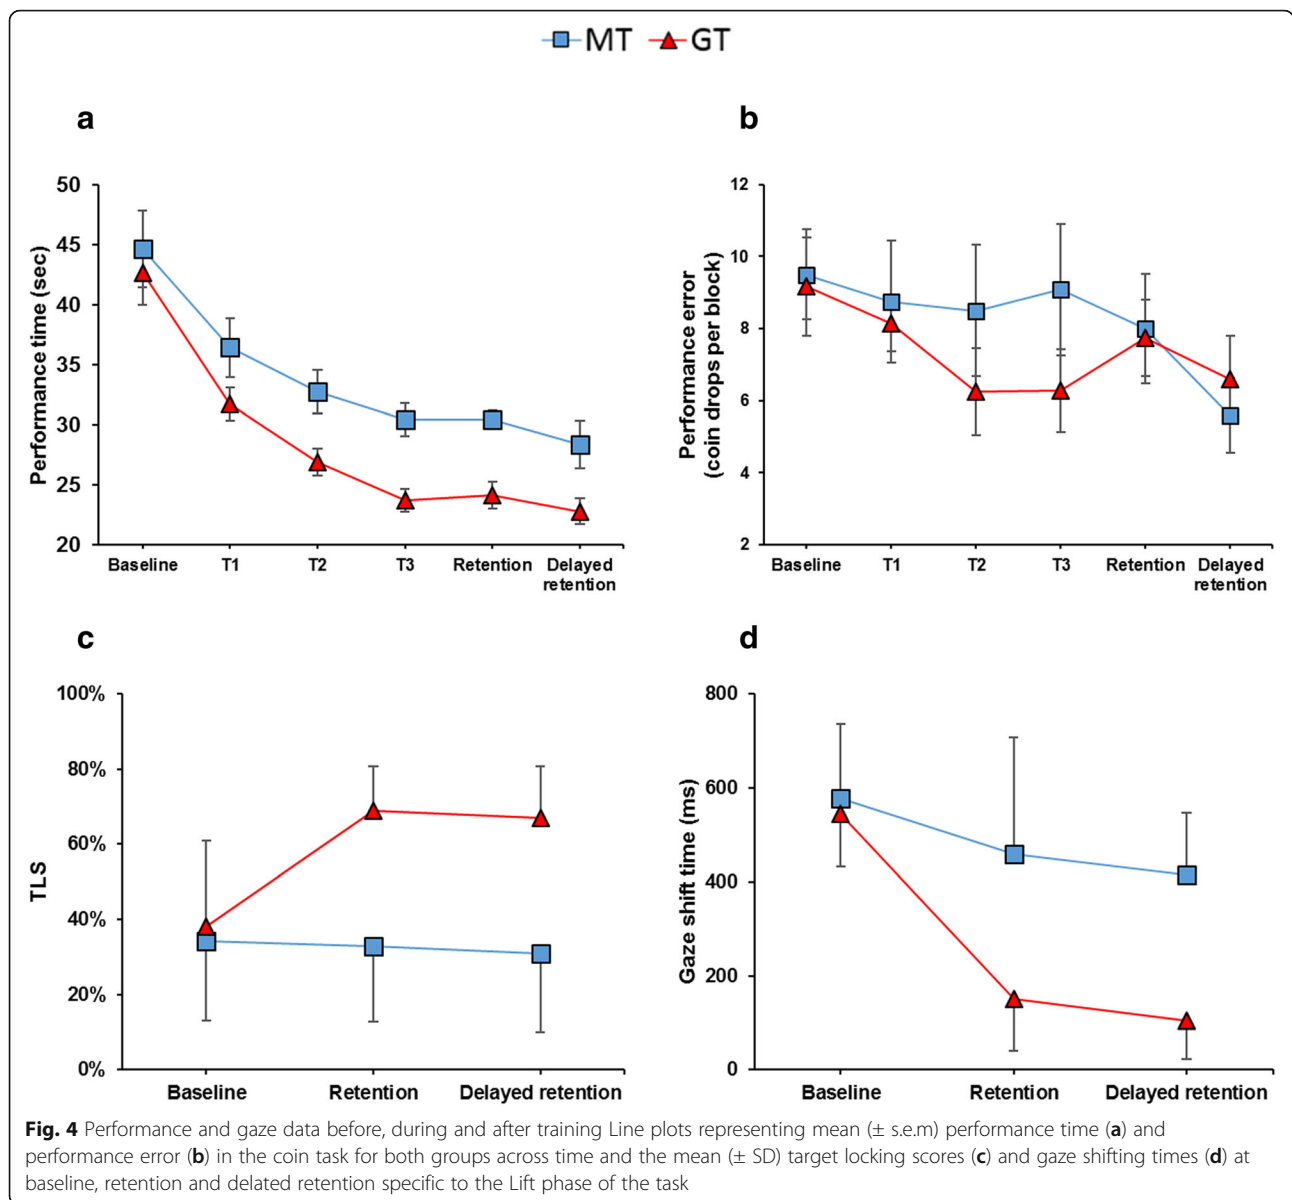 MT GT
a
50
45
40
35
30
25
20
Performance time (sec)
Baseline T1 T2 T3 Retention Delayed
retention
b
12
10
8
6
4
2
Performance error
(coin drops per block)
Baseline T1 T2 T3 Retention Delayed
retention
c
100%
80%
60%
40%
20%
0%
TLS
Baseline Retention Delayed retention
d
800
600
400
200
0
Gaze shift time (ms)
Baseline Retention Delayed retention
Fig. 4 Performance and gaze data before, during and after training Line plots representing mean (± s.e.m) performance time (a) and
performance error (b) in the coin task for both groups across time and the mean (± SD) target locking scores (c) and gaze shifting times (d) at
baseline, retention and delated retention specific to the Lift phase of the task